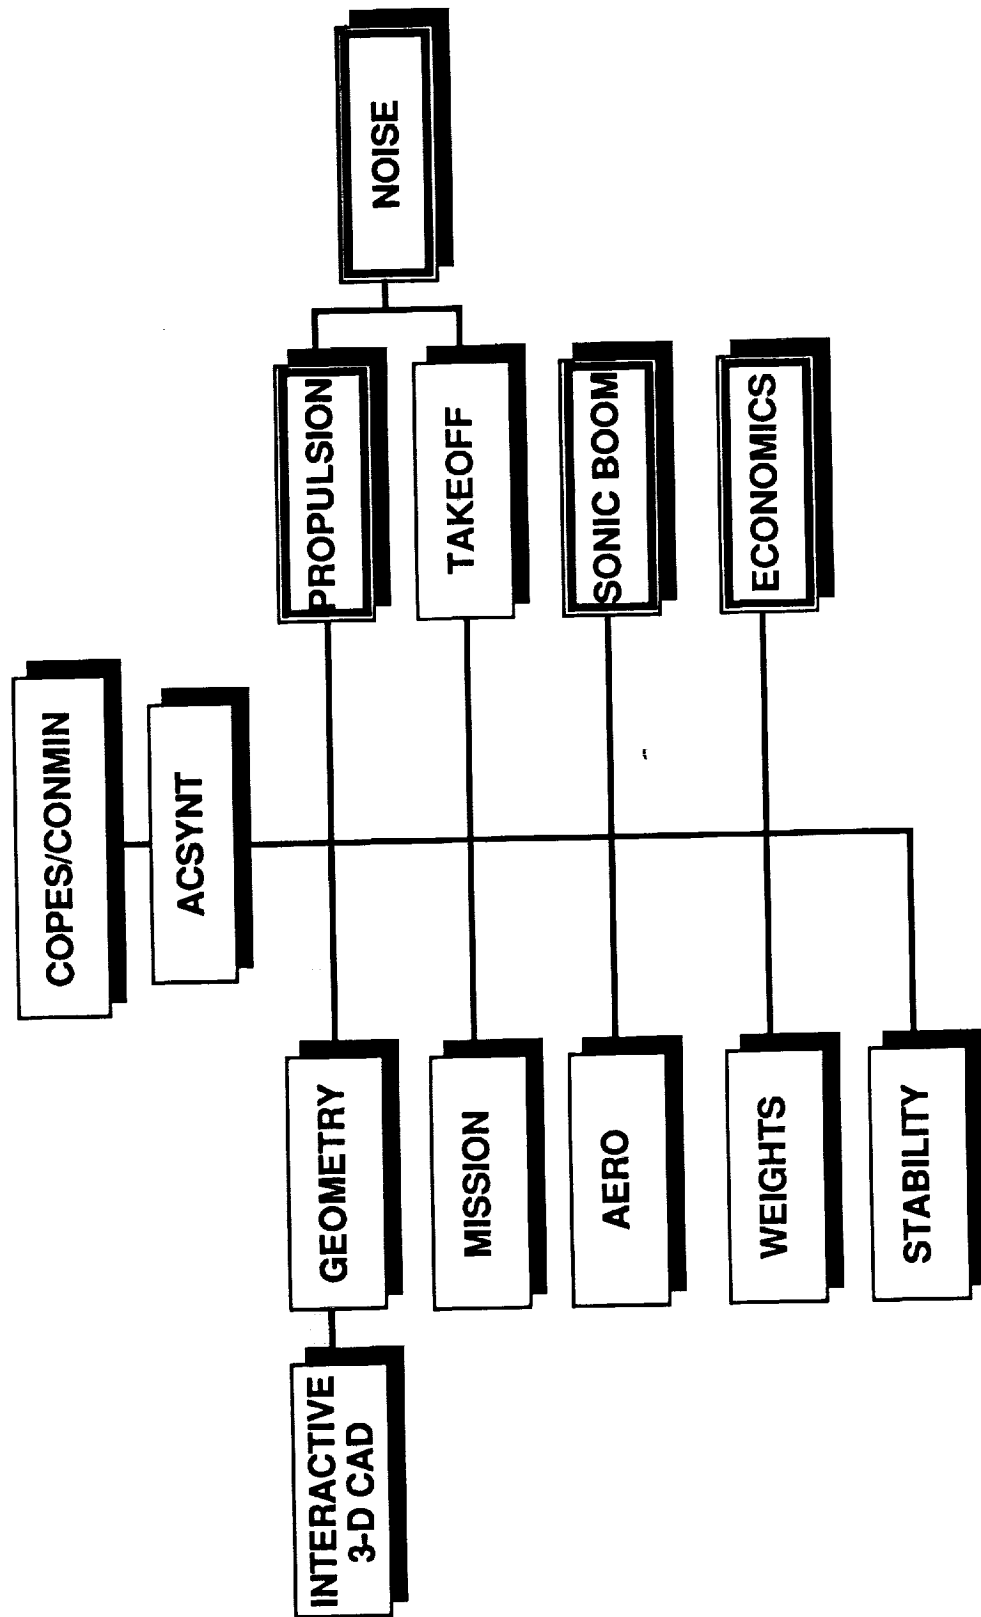 COPES/CONMIN
ACSYNT
INTERACTIVE
3-D CAD
GEOMETRY
PROPULSION
NOISE
MISSION
TAKEOFF
AERO
SONIC BOOM
WEIGHTS
ECONOMICS
STABILITY